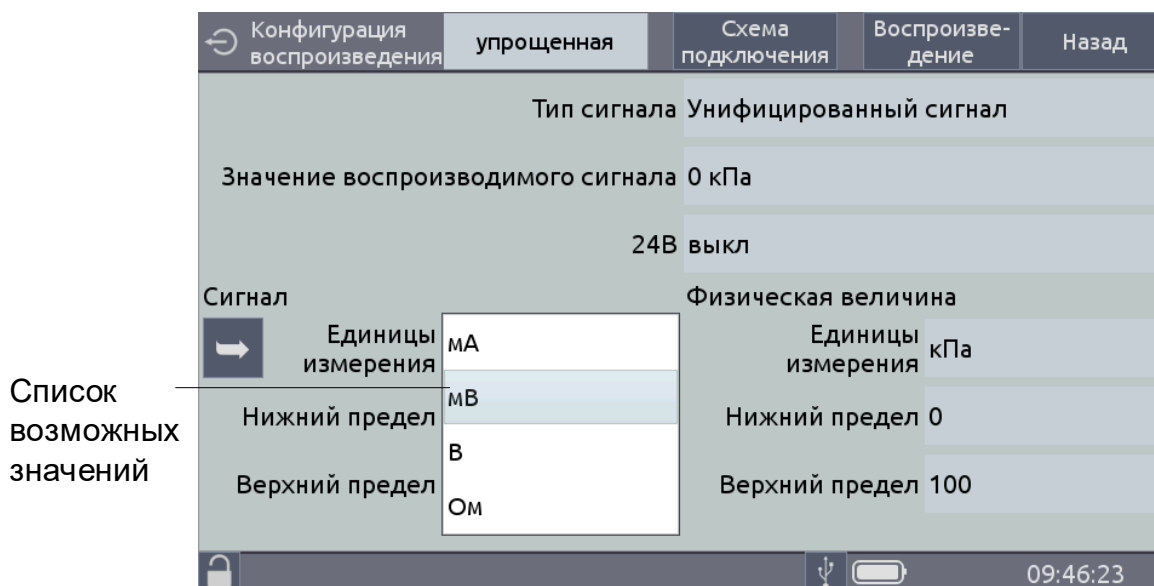 Конфигурация
воспроизведения
упрощенная
Схема
подключения
Воспроизве-
дение
Назад
Тип сигнала Унифицированный сигнал
Значение воспроизводимого сигнала 0 кПа
24В выкл
Сигнал
Физическая величина
Единицы
измерения
мА
мВ
В
Ом
Единицы
измерения
кПа
Нижний предел
Нижний предел 0
Верхний предел
Верхний предел 100
Список
возможных
значений
09:46:23